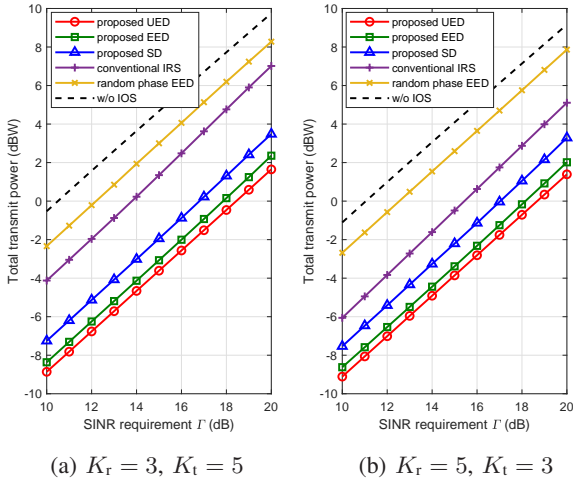 10
8
6
4
2
0
-2
-4
-6
-8
-10
Total transmit power (dBW)
proposed UED
proposed EED
proposed SD
conventional IRS
random phase EED
w/o IOS
10 12 14 16 18 20
SINR requirement Γ (dB)
(a) Kr = 3, Kt = 5
10
8
6
4
2
0
-2
-4
-6
-8
-10
Total transmit power (dBW)
proposed UED
proposed EED
proposed SD
conventional IRS
random phase EED
w/o IOS
10 12 14 16 18 20
SINR requirement Γ (dB)
(b) Kr = 5, Kt = 3